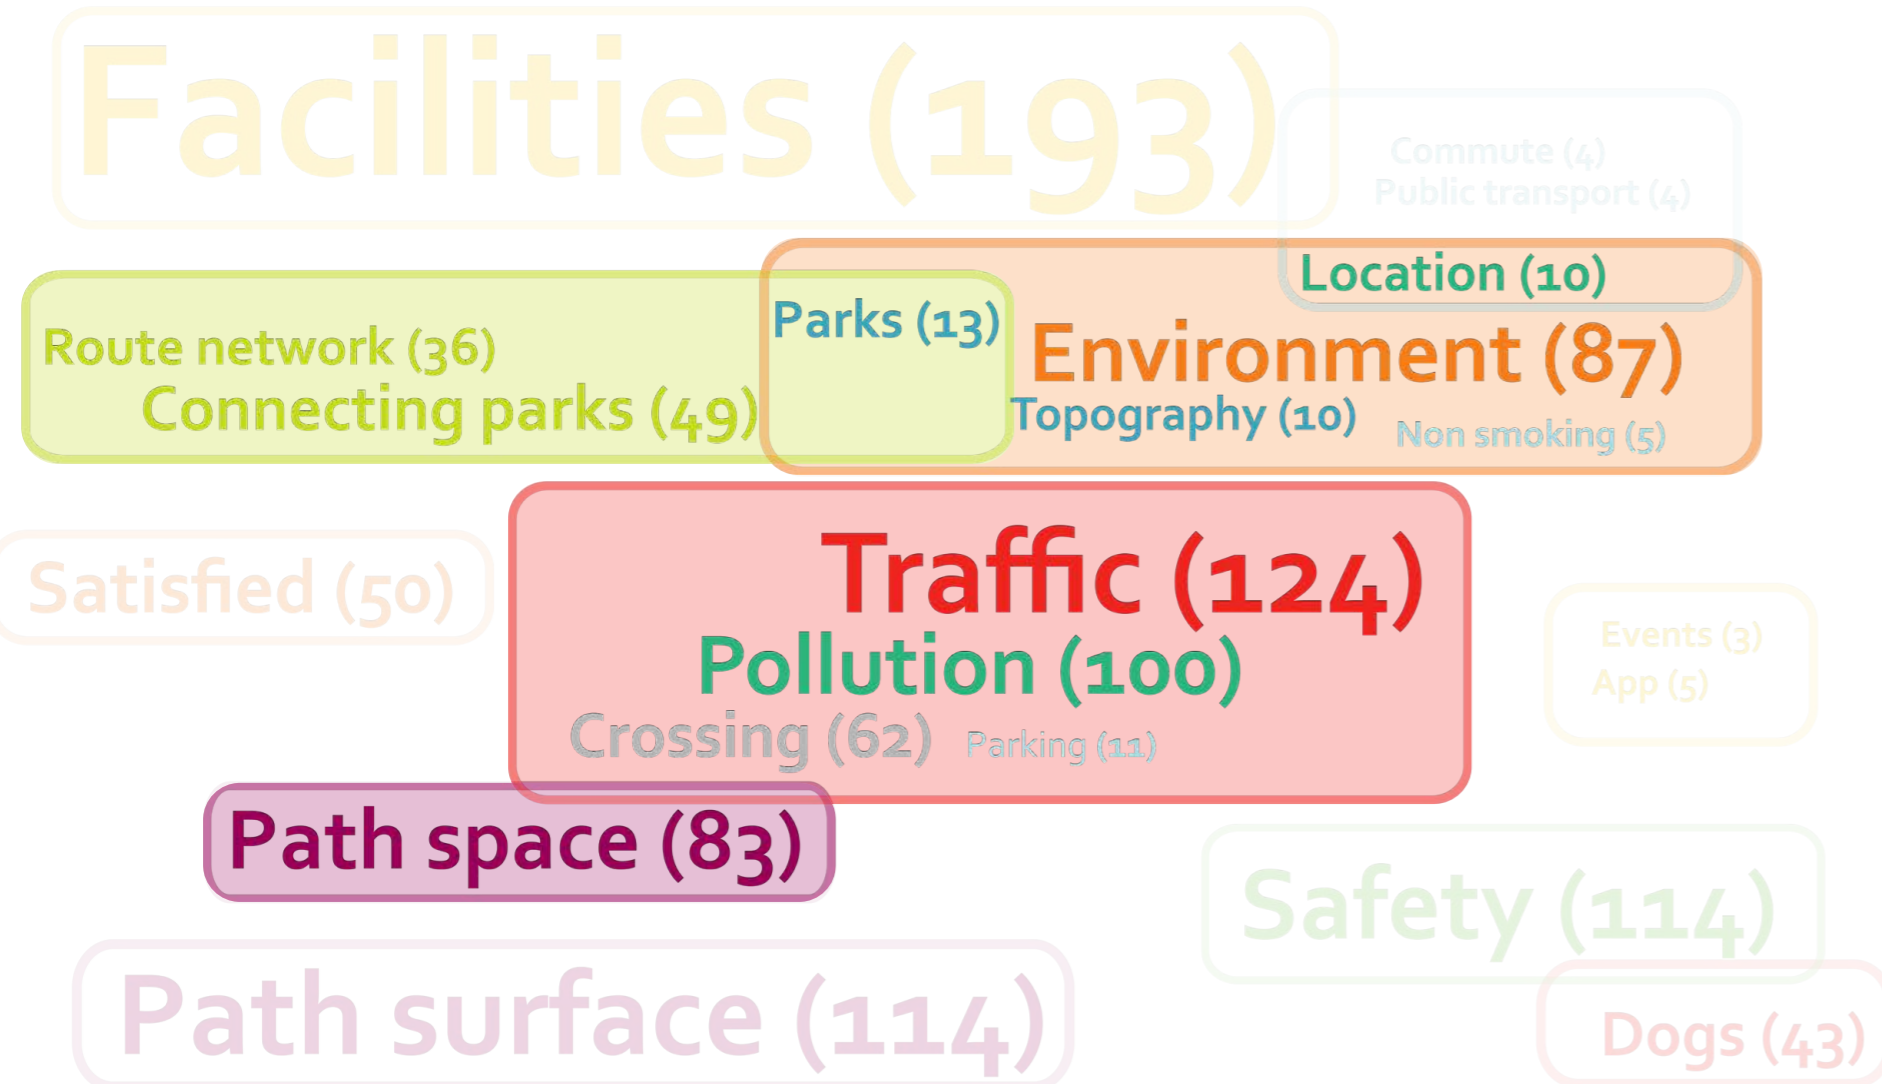 Facilities (193)
Commute (4)
Public transport (4)
Location (10)
Parks (13)
Route network (36)
Environment (87)
Connecting parks (49)
Topography (10)
Non smoking (5)
Traffic (124)
Satisfied (50)
Pollution (100)
Events (3)
App (5)
Crossing (62)
Parking (11)
Path space (83)
Safety (114)
Path surface (114)
Dogs (43)